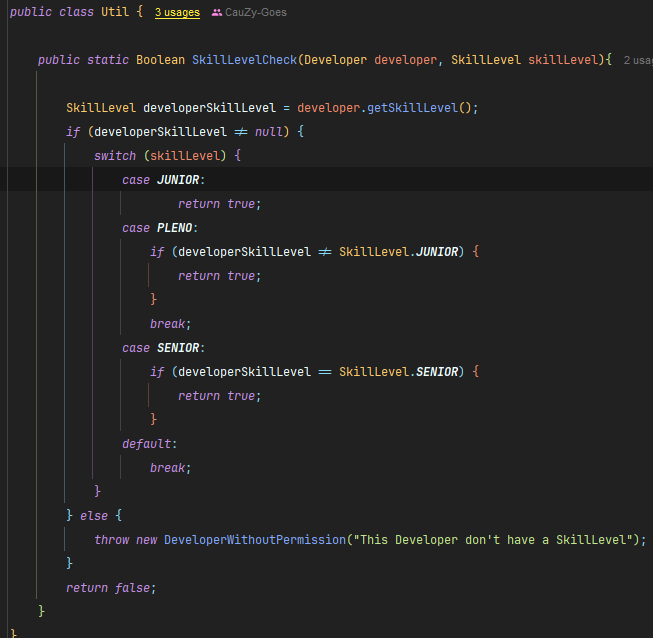 public class Util {  3 usages  CauZy-Goes
    public static Boolean SkillLevelCheck(Developer developer, SkillLevel skillLevel){  2 usag
        SkillLevel developerSkillLevel = developer.getSkillLevel();
        if (developerSkillLevel ≠ null) {
            switch (skillLevel) {
                case JUNIOR:
                        return true;
                case PLENO:
                    if (developerSkillLevel ≠ SkillLevel.JUNIOR) {
                        return true;
                    }
                    break;
                case SENIOR:
                    if (developerSkillLevel == SkillLevel.SENIOR) {
                        return true;
                    }
                default:
                    break;
            }
        } else {
            throw new DeveloperWithoutPermission("This Developer don't have a SkillLevel");
        }
        return false;
    }
}